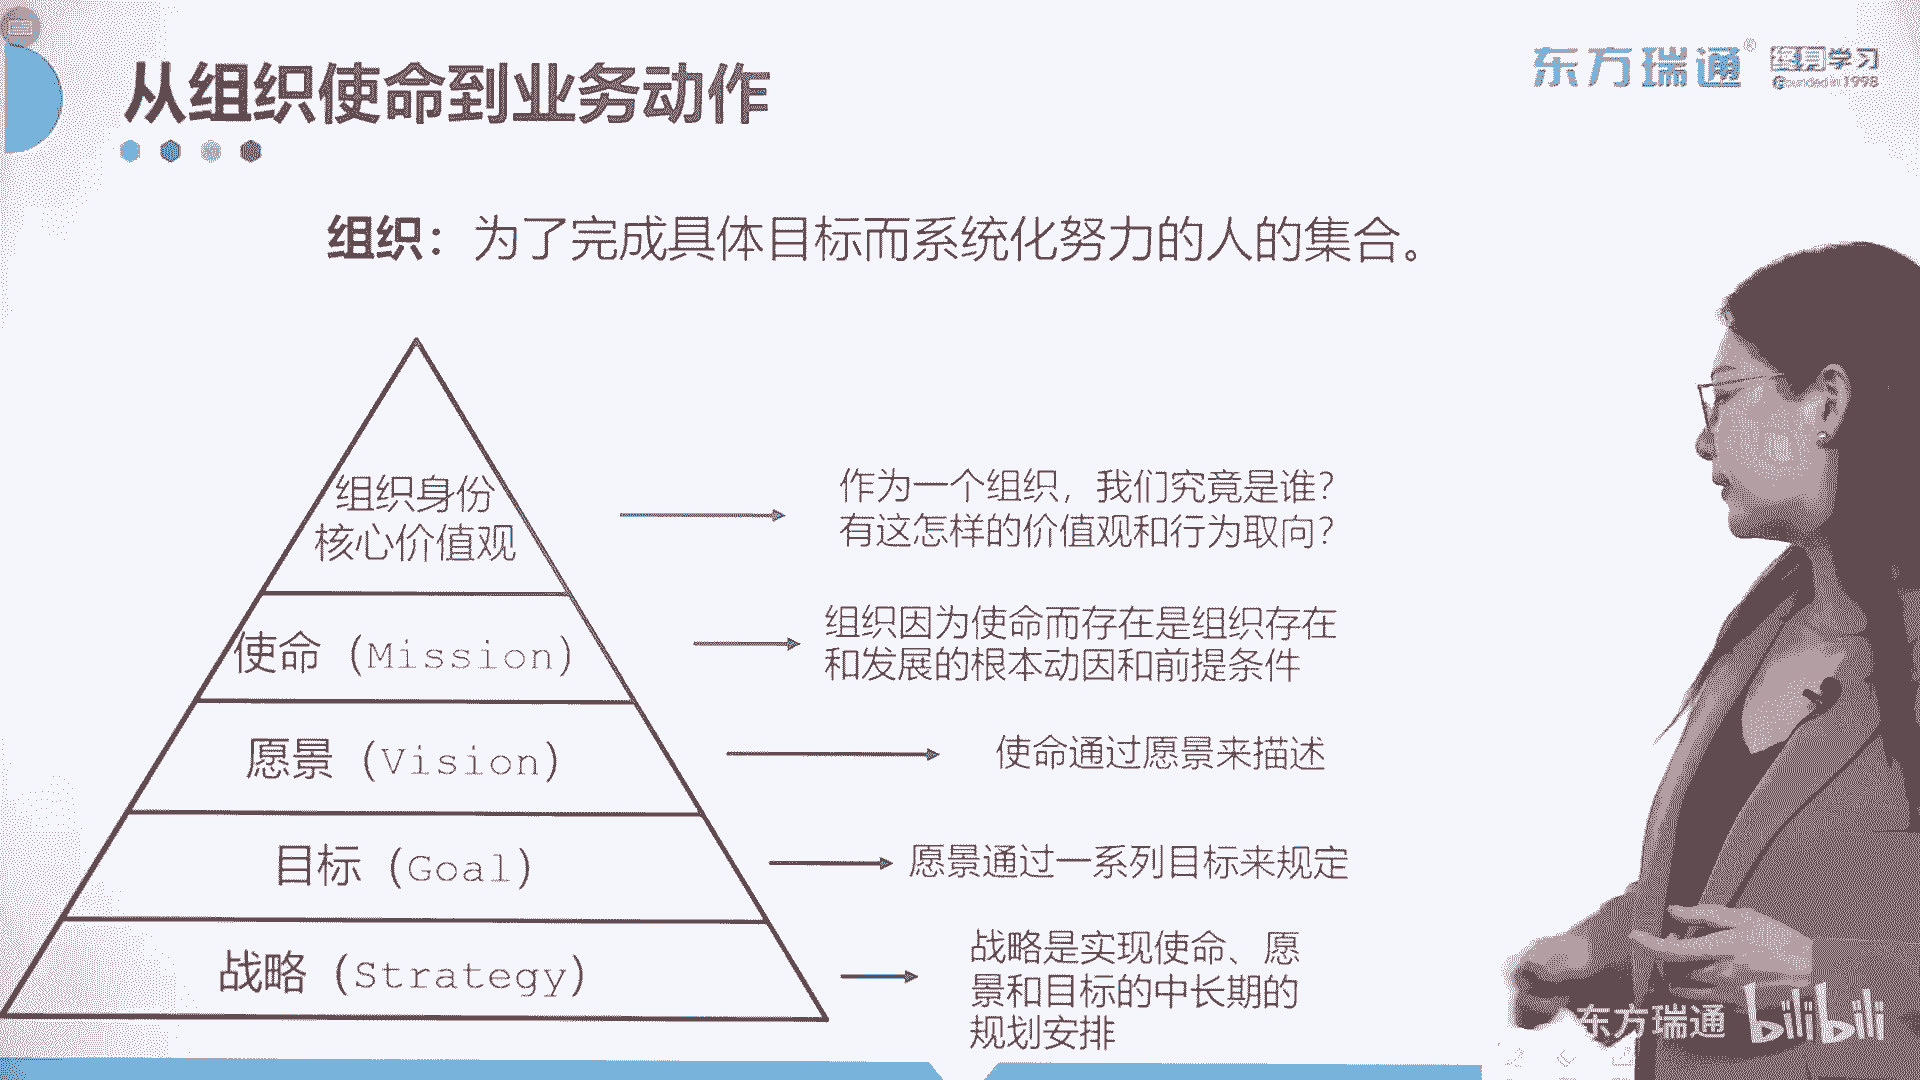 从组织使命到业务动作
东方瑞通®
学习
Founded in 1998
组织：为了完成具体目标而系统化努力的人的集合。
组织身份
核心价值观
作为一个组织，我们究竟是谁？
有这怎样的价值观和行为取向？
使命（Mission）
组织因为使命而存在是组织存在
和发展的根本动因和前提条件
愿景（Vision）
使命通过愿景来描述
目标（Goal）
愿景通过一系列目标来规定
战略（Strategy）
战略是实现使命、愿
景和目标的中长期的
规划安排
东方瑞通 bilibili